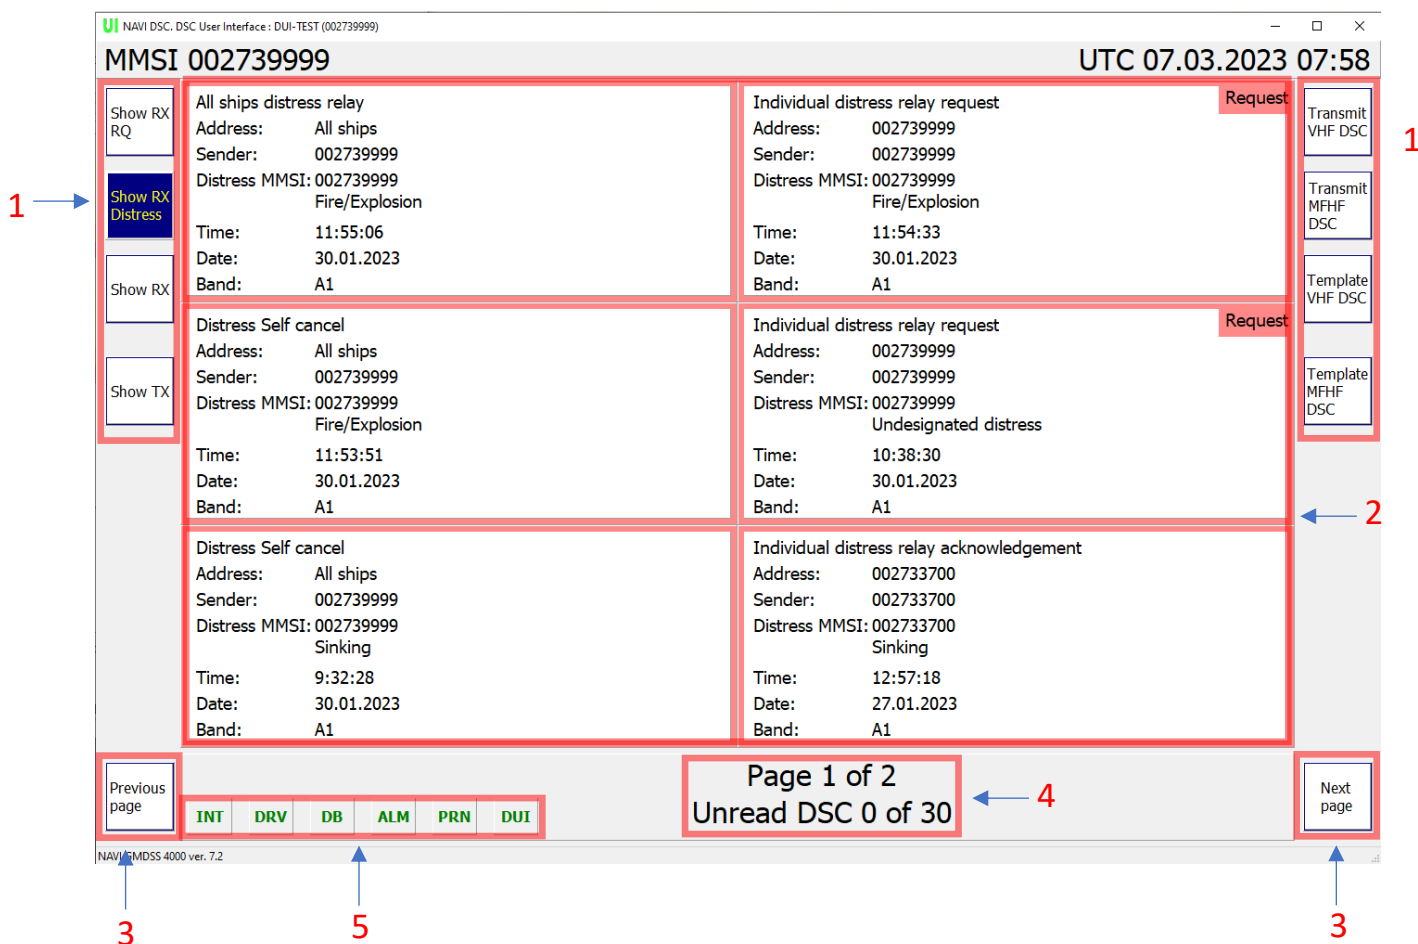 UI NAVI DSC. DSC User Interface : DUI-TEST (002739999)
MMSI 002739999
UTC 07.03.2023 07:58
Show RX
RQ
Show RX
Distress
Show RX
Show TX
1
All ships distress relay
Address: All ships
Sender: 002739999
Distress MMSI: 002739999
Fire/Explosion
Time: 11:55:06
Date: 30.01.2023
Band: A1
Individual distress relay request
Request
Address: 002739999
Sender: 002739999
Distress MMSI: 002739999
Fire/Explosion
Time: 11:54:33
Date: 30.01.2023
Band: A1
Distress Self cancel
Address: All ships
Sender: 002739999
Distress MMSI: 002739999
Fire/Explosion
Time: 11:53:51
Date: 30.01.2023
Band: A1
Individual distress relay request
Request
Address: 002739999
Sender: 002739999
Distress MMSI: 002739999
Undesignated distress
Time: 10:38:30
Date: 30.01.2023
Band: A1
Distress Self cancel
Address: All ships
Sender: 002739999
Distress MMSI: 002739999
Sinking
Time: 9:32:28
Date: 30.01.2023
Band: A1
Individual distress relay acknowledgement
Address: 002733700
Sender: 002733700
Distress MMSI: 002733700
Sinking
Time: 12:57:18
Date: 27.01.2023
Band: A1
Transmit
VHF DSC
Transmit
MFHF
DSC
Template
VHF DSC
Template
MFHF
DSC
1
2
Previous
page
INT DRV DB ALM PRN DUI
Page 1 of 2
Unread DSC 0 of 30
4
Next
page
NAVI GMDSS 4000 ver. 7.2
3
5
3